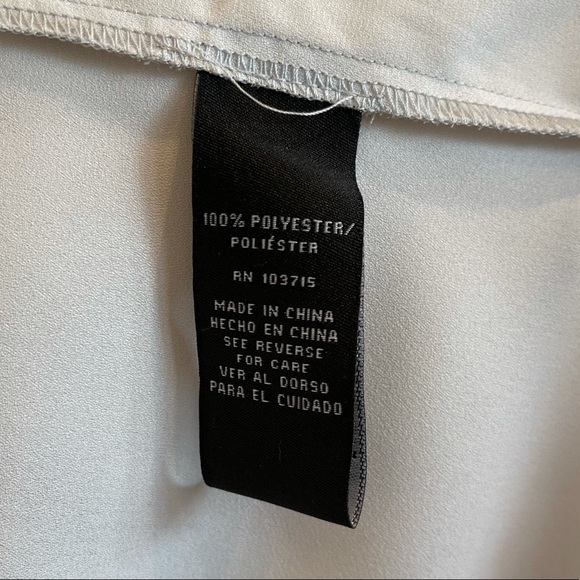 100% POLYESTER/
POLIÉSTER
RN 103715
MADE IN CHINA
HECHO EN CHINA
SEE REVERSE
FOR CARE
VER AL DORSO
PARA EL CUIDADO